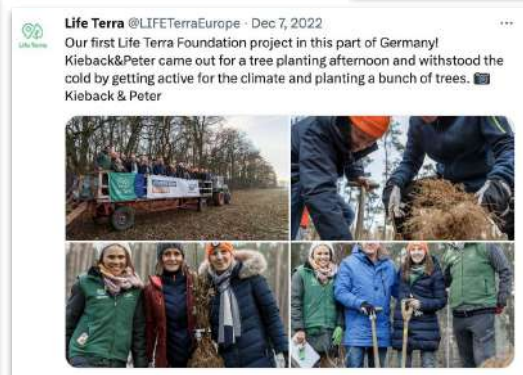 Life Terra @LIFETerraEurope · Dec 7, 2022
Our first Life Terra Foundation project in this part of Germany!
Kieback&Peter came out for a tree planting afternoon and withstood the
cold by getting active for the climate and planting a bunch of trees. 📷
Kieback & Peter
Life Terra